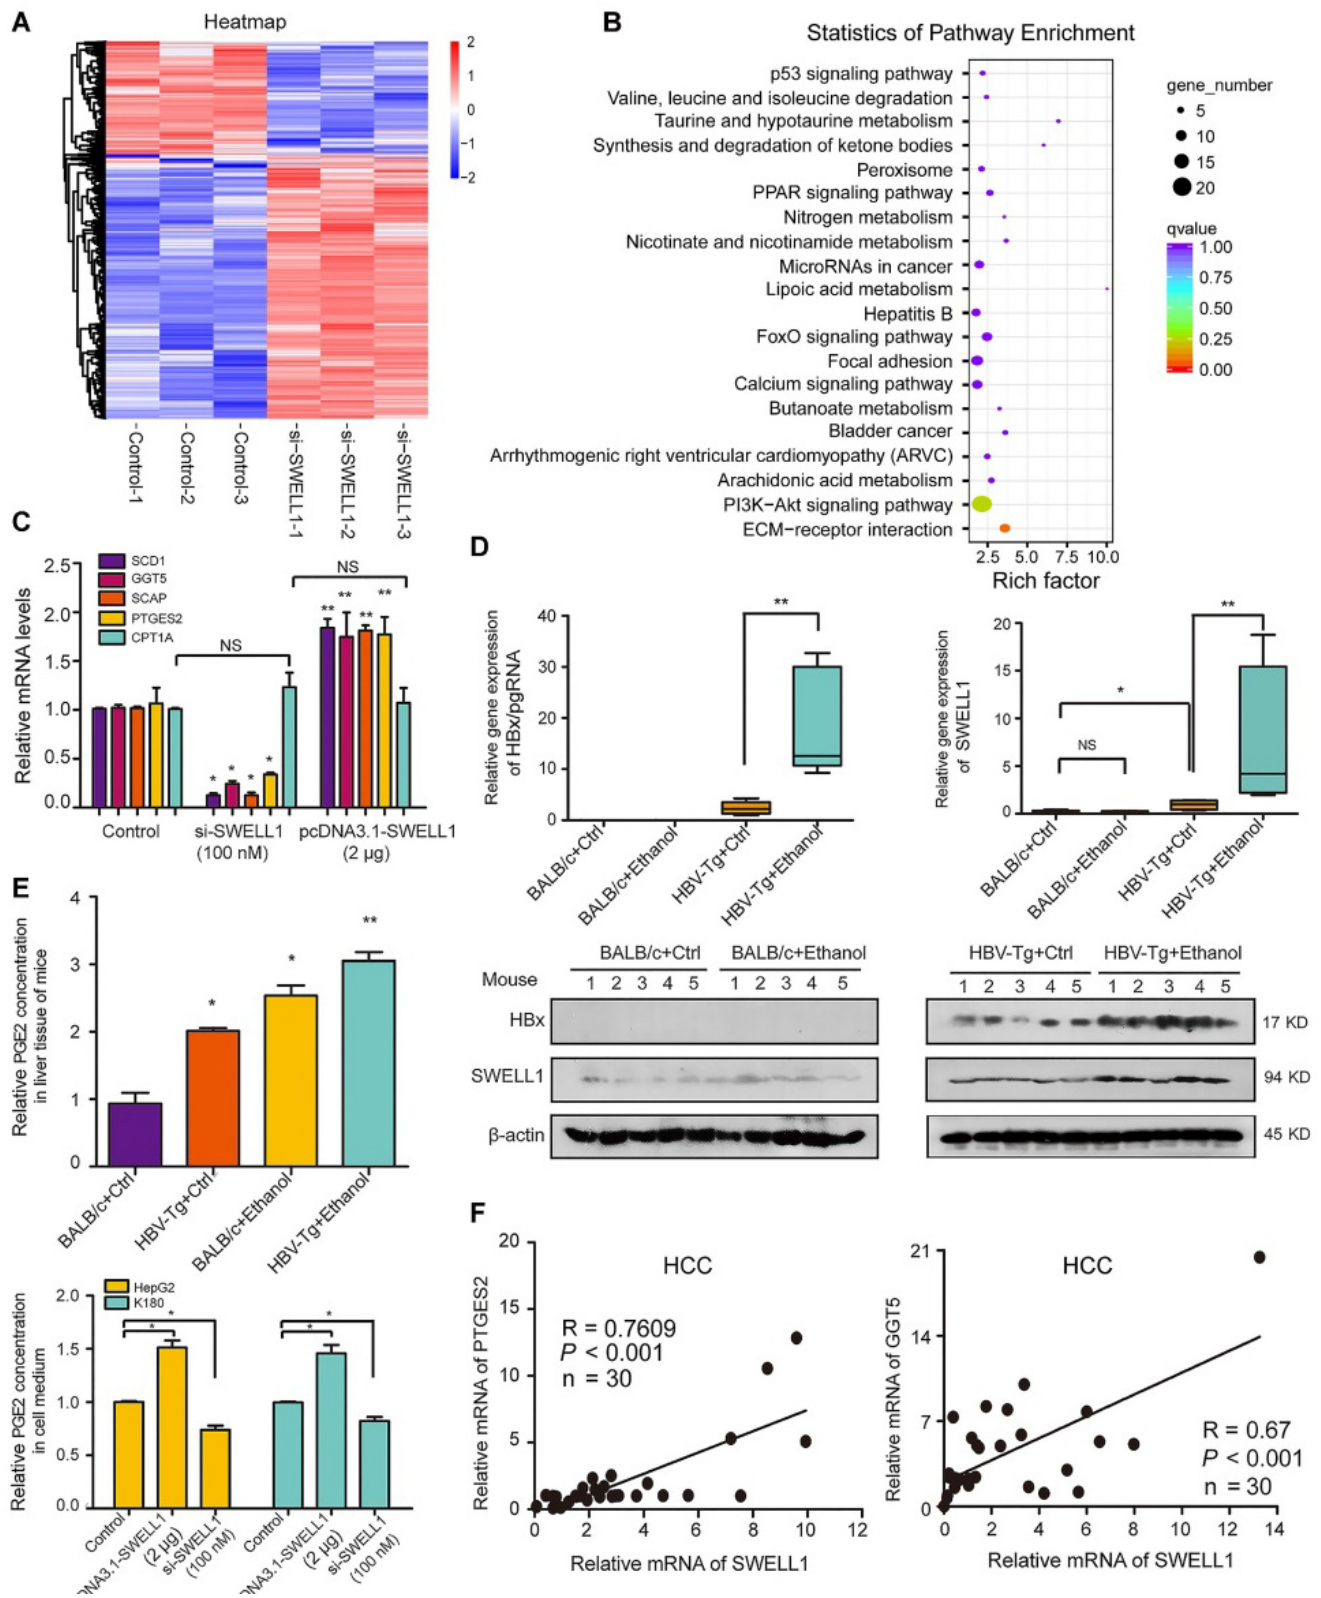 A
Heatmap
2
1
0
−1
−2
Control-1
Control-2
Control-3
si−SWELL1-1
si−SWELL1-2
si−SWELL1-3
B
Statistics of Pathway Enrichment
p53 signaling pathway
Valine, leucine and isoleucine degradation
Taurine and hypotaurine metabolism
Synthesis and degradation of ketone bodies
Peroxisome
PPAR signaling pathway
Nitrogen metabolism
Nicotinate and nicotinamide metabolism
MicroRNAs in cancer
Lipoic acid metabolism
Hepatitis B
FoxO signaling pathway
Focal adhesion
Calcium signaling pathway
Butanoate metabolism
Bladder cancer
Arrhythmogenic right ventricular cardiomyopathy (ARVC)
Arachidonic acid metabolism
PI3K−Akt signaling pathway
ECM−receptor interaction
2.5 5.0 7.5 10.0
Rich factor
gene_number
5
10
15
20
qvalue
1.00
0.75
0.50
0.25
0.00
C
SCD1
GGT5
SCAP
PTGES2
CPT1A
Relative mRNA levels
2.5
2.0
1.5
1.0
0.5
0.0
NS
NS
** ** ** **
* * * *
Control
si-SWELL1
(100 nM)
pcDNA3.1-SWELL1
(2 µg)
D
Relative gene expression
of HBx/pgRNA
40
30
20
10
0
**
BALB/c+Ctrl
BALB/c+Ethanol
HBV-Tg+Ctrl
HBV-Tg+Ethanol
Relative gene expression
of SWELL1
20
15
10
5
0
**
*
NS
BALB/c+Ctrl
BALB/c+Ethanol
HBV-Tg+Ctrl
HBV-Tg+Ethanol
BALB/c+Ctrl BALB/c+Ethanol
Mouse 1 2 3 4 5 1 2 3 4 5
HBV-Tg+Ctrl HBV-Tg+Ethanol
1 2 3 4 5 1 2 3 4 5
HBx
17 KD
SWELL1
94 KD
β-actin
45 KD
E
Relative PGE2 concentration
in liver tissue of mice
4
3
2
1
0
*
*
**
BALB/c+Ctrl
HBV-Tg+Ctrl
BALB/c+Ethanol
HBV-Tg+Ethanol
HepG2
K180
Relative PGE2 concentration
in cell medium
2.0
1.5
1.0
0.5
0.0
*
*
*
*
Control
DNA3.1-SWELL1
(2 µg)
si-SWELL1
(100 nM)
Control
DNA3.1-SWELL1
(2 µg)
si-SWELL1
(100 nM)
F
HCC
R = 0.7609
P < 0.001
n = 30
Relative mRNA of PTGES2
20
15
10
5
0
0 2 4 6 8 10 12
Relative mRNA of SWELL1
HCC
R = 0.67
P < 0.001
n = 30
Relative mRNA of GGT5
21
14
7
0
0 2 4 6 8 10 12 14
Relative mRNA of SWELL1